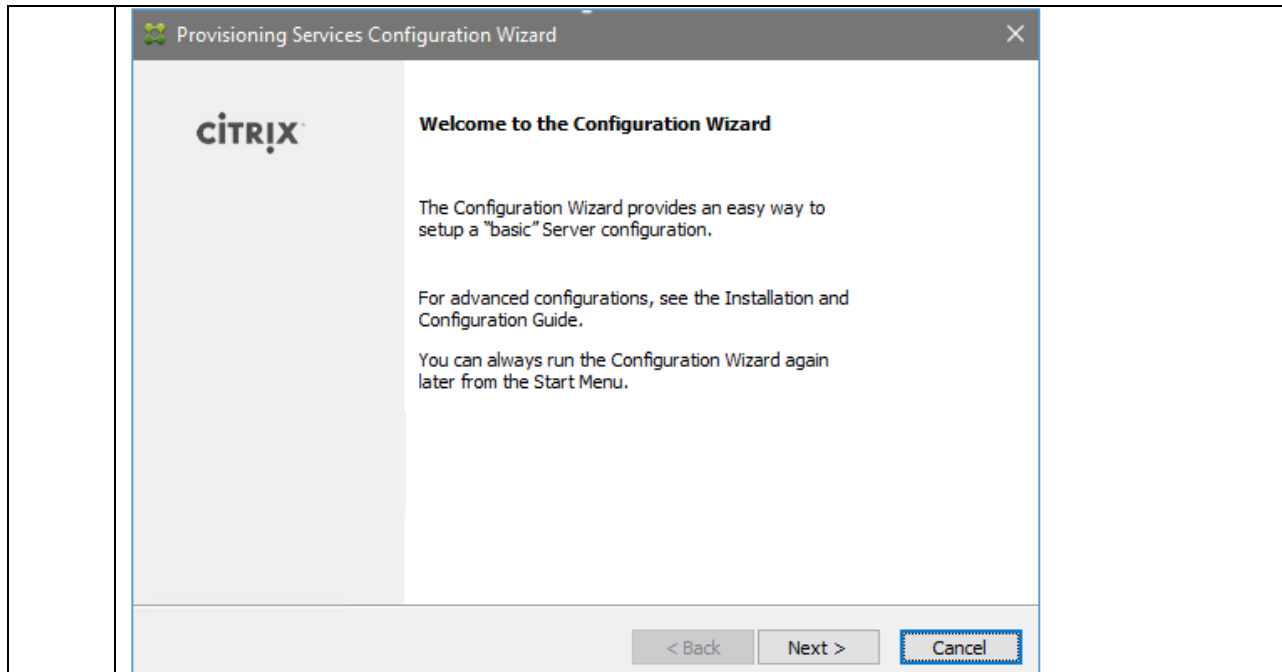 Provisioning Services Configuration Wizard
CITRIX
Welcome to the Configuration Wizard
The Configuration Wizard provides an easy way to
setup a "basic" Server configuration.
For advanced configurations, see the Installation and
Configuration Guide.
You can always run the Configuration Wizard again
later from the Start Menu.
< Back Next > Cancel